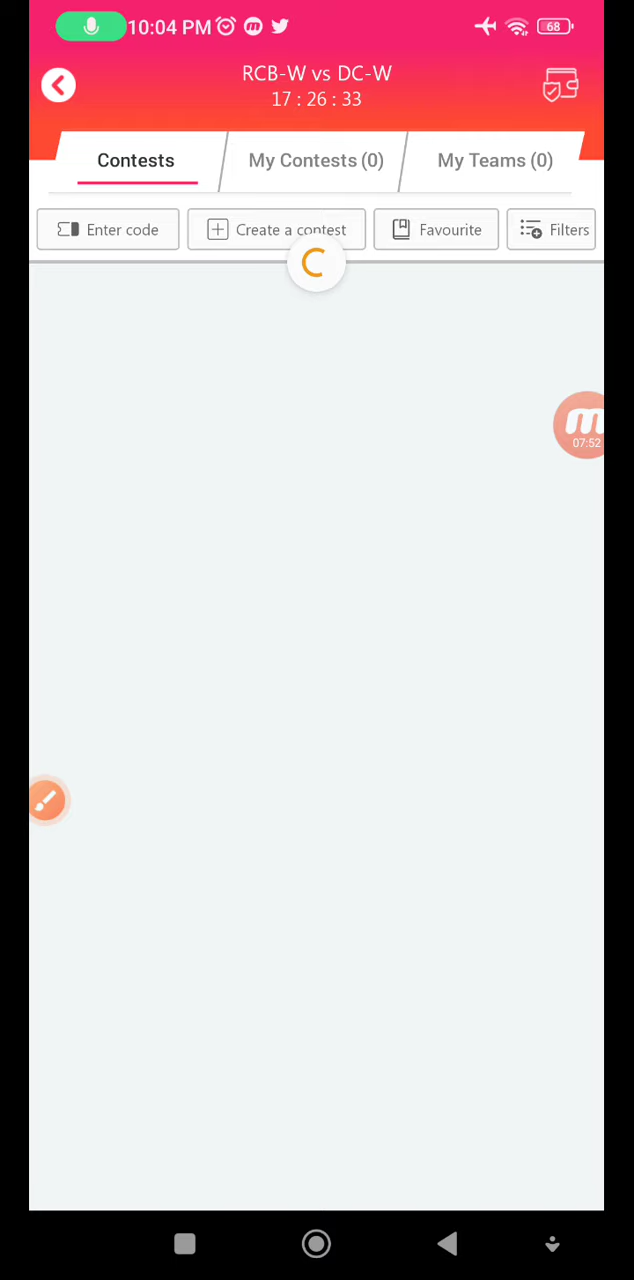 10:04 PM 68
RCB-W vs DC-W
17 : 26 : 33
Contests My Contests (0) My Teams (0)
Enter code Create a contest Favourite Filters
m
07:52